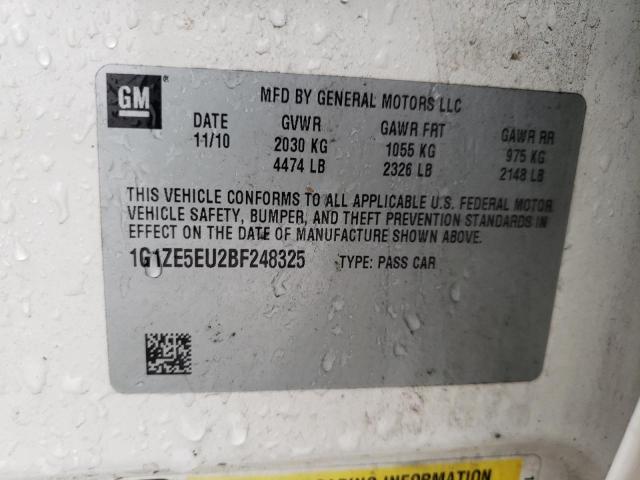 GM
MFD BY GENERAL MOTORS LLC
DATE GVWR GAWR FRT GAWR RR
11/10 2030 KG 1055 KG 975 KG
4474 LB 2326 LB 2148 LB
THIS VEHICLE CONFORMS TO ALL APPLICABLE U.S. FEDERAL MOTOR
VEHICLE SAFETY, BUMPER, AND THEFT PREVENTION STANDARDS IN
EFFECT ON THE DATE OF MANUFACTURE SHOWN ABOVE.
1G1ZE5EU2BF248325 TYPE: PASS CAR
INFORMATION